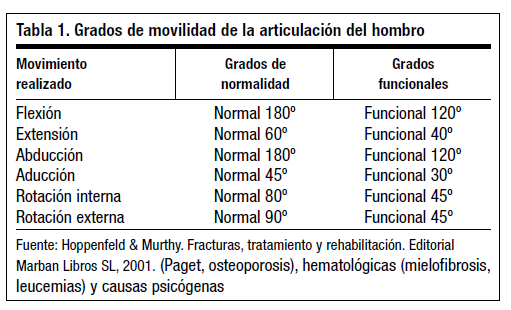 Tabla 1. Grados de movilidad de la articulación del hombro
Movimiento realizado Grados de normalidad Grados funcionales
Flexión Normal 180º Funcional 120º
Extensión Normal 60º Funcional 40º
Abducción Normal 180º Funcional 120º
Aducción Normal 45º Funcional 30º
Rotación interna Normal 80º Funcional 45º
Rotación externa Normal 90º Funcional 45º
Fuente: Hoppenfeld & Murthy. Fracturas, tratamiento y rehabilitación. Editorial
Marban Libros SL, 2001. (Paget, osteoporosis), hematológicas (mielofibrosis,
leucemias) y causas psicógenas